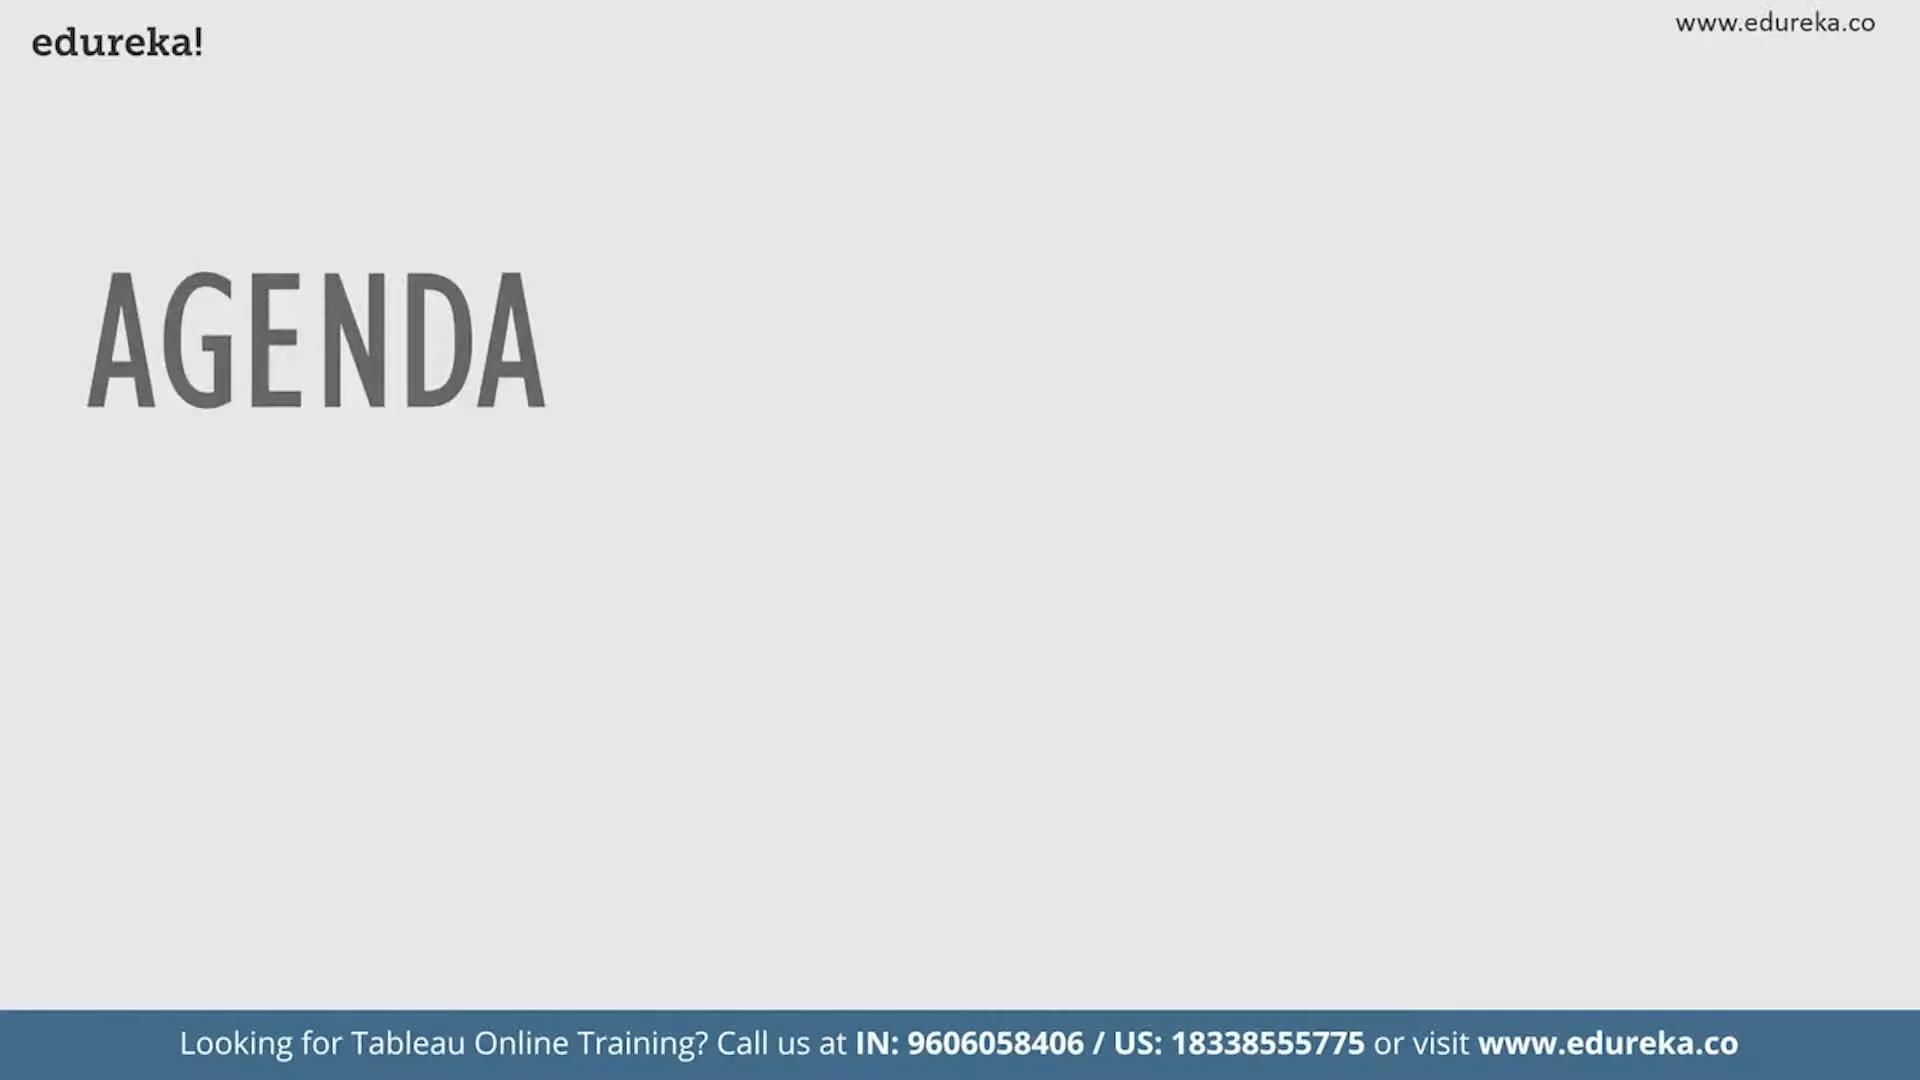 edureka!
www.edureka.co
AGENDA
Looking for Tableau Online Training? Call us at IN: 9606058406 / US: 18338555775 or visit www.edureka.co